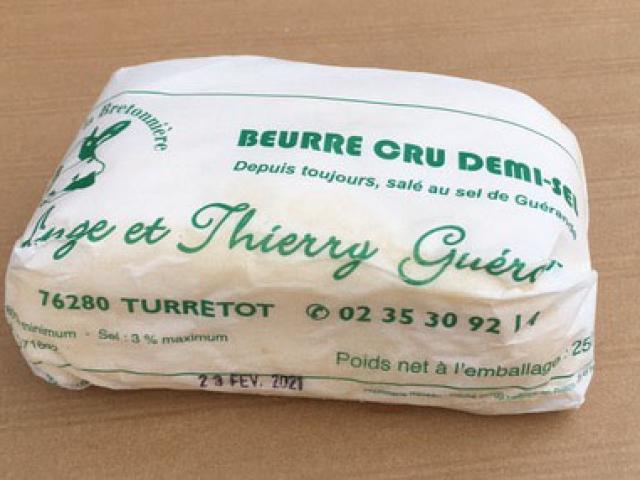 Bretonnière
BEURRE CRU DEMI-SEL
Depuis toujours, salé au sel de Guérande
et Thierry
76280 TURRETOT ✆ 02 35 30 92 14
minimum - Sel : 3 % maximum
Poids net à l'emballage : 25
23 FEV. 2021